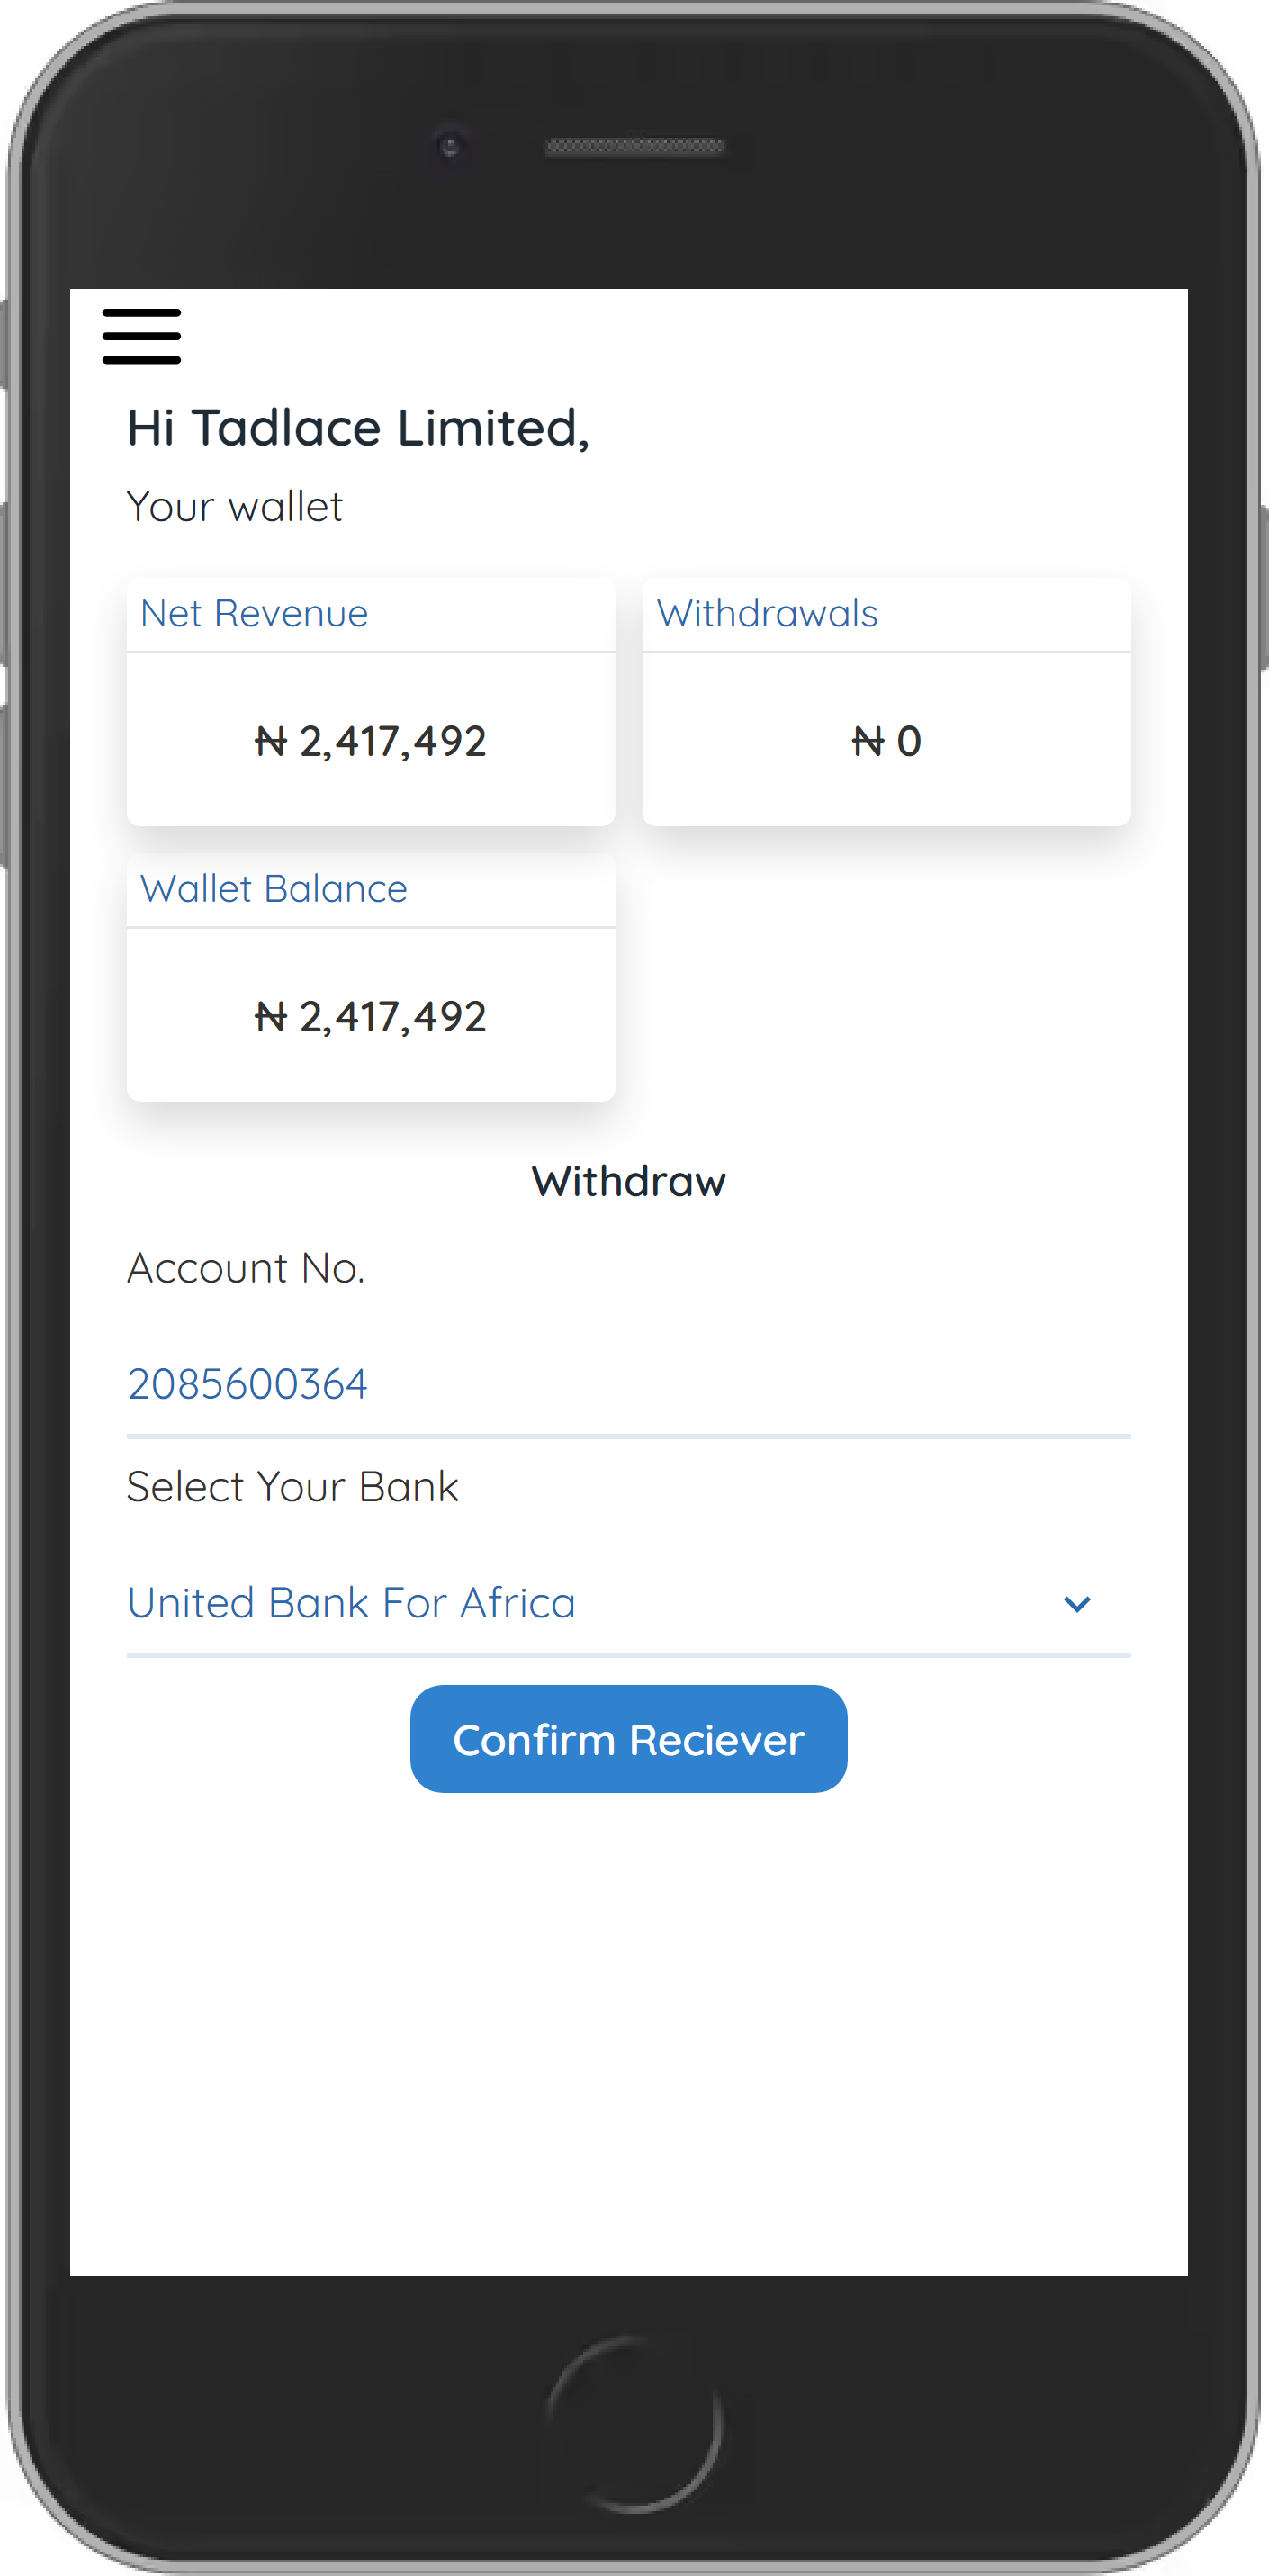 Hi Tadlace Limited,
Your wallet
Net Revenue
Withdrawals
₦ 2,417,492
₦ 0
Wallet Balance
₦ 2,417,492
Withdraw
Account No.
2085600364
Select Your Bank
United Bank For Africa
Confirm Reciever